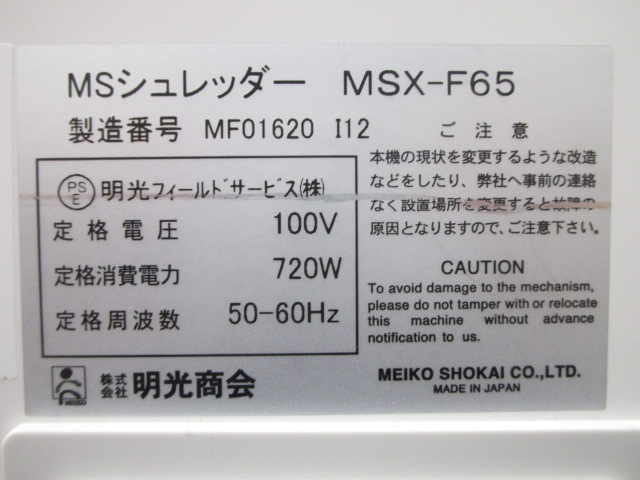 MSシュレッダー MSX-F65
製造番号 MF01620 I12
PSE 明光フィールドサービス(株)
定格電圧 100V
定格消費電力 720W
定格周波数 50-60Hz
ご注意
本機の現状を変更するような改造
などをしたり、弊社へ事前の連絡
なく設置場所を変更すると故障の
原因となりますので、ご注意下さい。
CAUTION
To avoid damage to the mechanism,
please do not tamper with or relocate
this machine without advance
notification to us.
株式会社 明光商会
MEIKO SHOKAI CO.,LTD.
MADE IN JAPAN